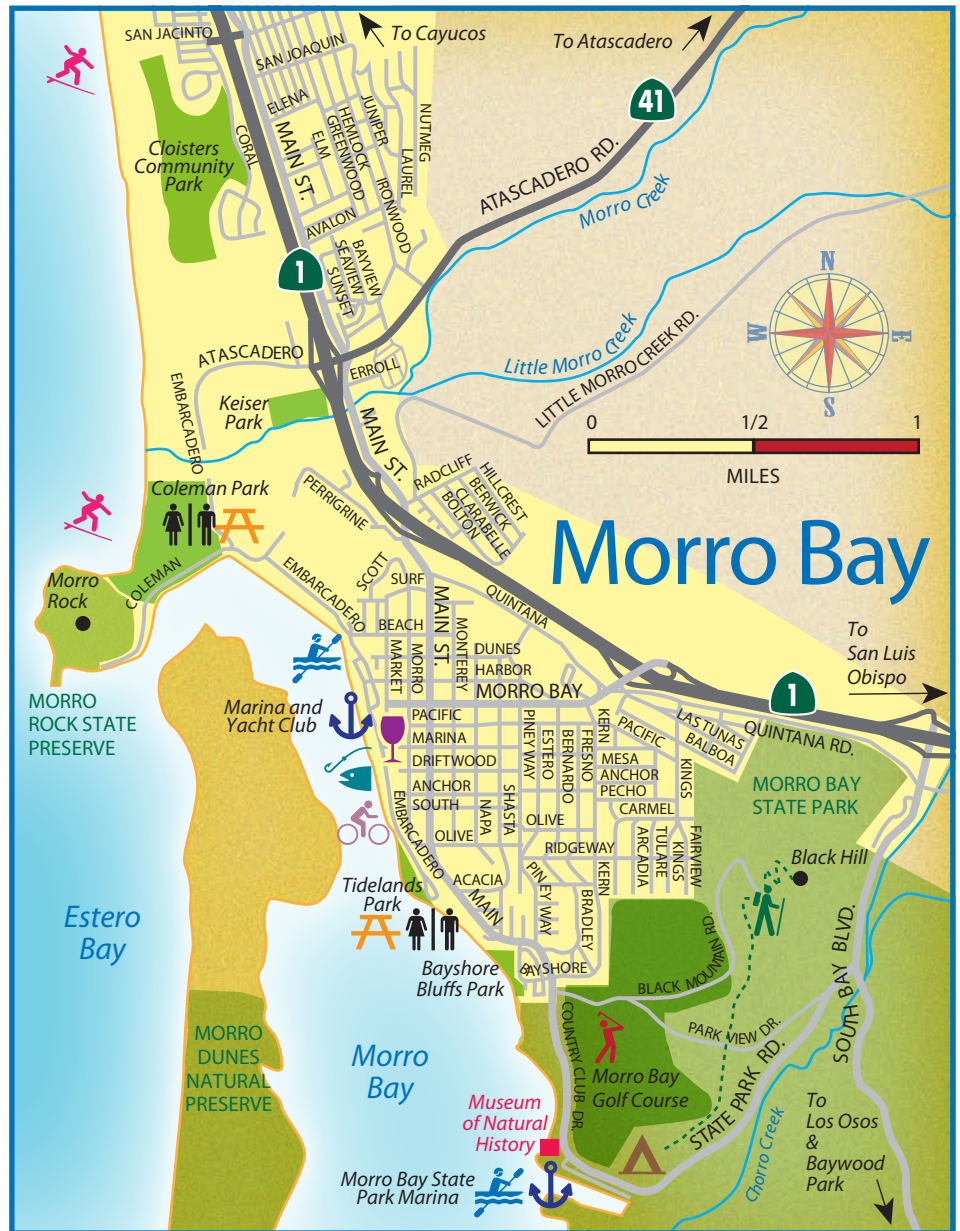 SAN JACINTO
To Cayucos
To Atascadero
SAN JOAQUIN
41
ELENA
MAIN ST.
ELM
GREENWOOD
HEMLOCK
JUNIPER
IRONWOOD
LAUREL
NUTMEG
CORAL
Cloisters
Community
Park
ATASCADERO RD.
Morro Creek
AVALON
SUNSET
SEAVIEW
BAYVIEW
1
N
W
E
S
ATASCADERO
ERROLL
Little Morro Creek
LITTLE MORRO CREEK RD.
EMBARCADERO
Keiser
Park
MAIN ST.
0
1/2
1
MILES
RADCLIFF
HILLCREST
BERWICK
CLARABELLE
BOLTON
PERRIGRINE
Coleman Park
Morro Bay
Morro
Rock
COLEMAN
EMBARCADERO
SCOTT
SURF
QUINTANA
BEACH
MAIN ST.
MARKET
MORRO
MONTEREY
DUNES
HARBOR
MORRO BAY
To
San Luis
Obispo
1
MORRO
ROCK STATE
PRESERVE
Marina and
Yacht Club
PACIFIC
MARINA
DRIFTWOOD
ANCHOR
SOUTH
OLIVE
EMBARCADERO
NAPA
SHASTA
PINEY WAY
ESTERO
BERNARDO
FRESNO
KERN
PACIFIC
LAS TUNAS
BALBOA
QUINTANA RD.
MESA
ANCHOR
PECHO
KINGS
CARMEL
OLIVE
RIDGEWAY
ARCADIA
TULARE
KINGS
FAIRVIEW
KERN
MORRO BAY
STATE PARK
Black Hill
Tidelands
Park
ACACIA
MAIN
PINEY WAY
BRADLEY
Estero
Bay
Bayshore
Bluffs Park
BAYSHORE
BLACK MOUNTAIN RD.
SOUTH BAY BLVD.
PARK VIEW DR.
STATE PARK RD.
COUNTRY CLUB DR.
Morro Bay
Golf Course
MORRO
DUNES
NATURAL
PRESERVE
Morro
Bay
Museum
of Natural
History
Morro Bay State
Park Marina
Chorro Creek
To
Los Osos
&
Baywood
Park